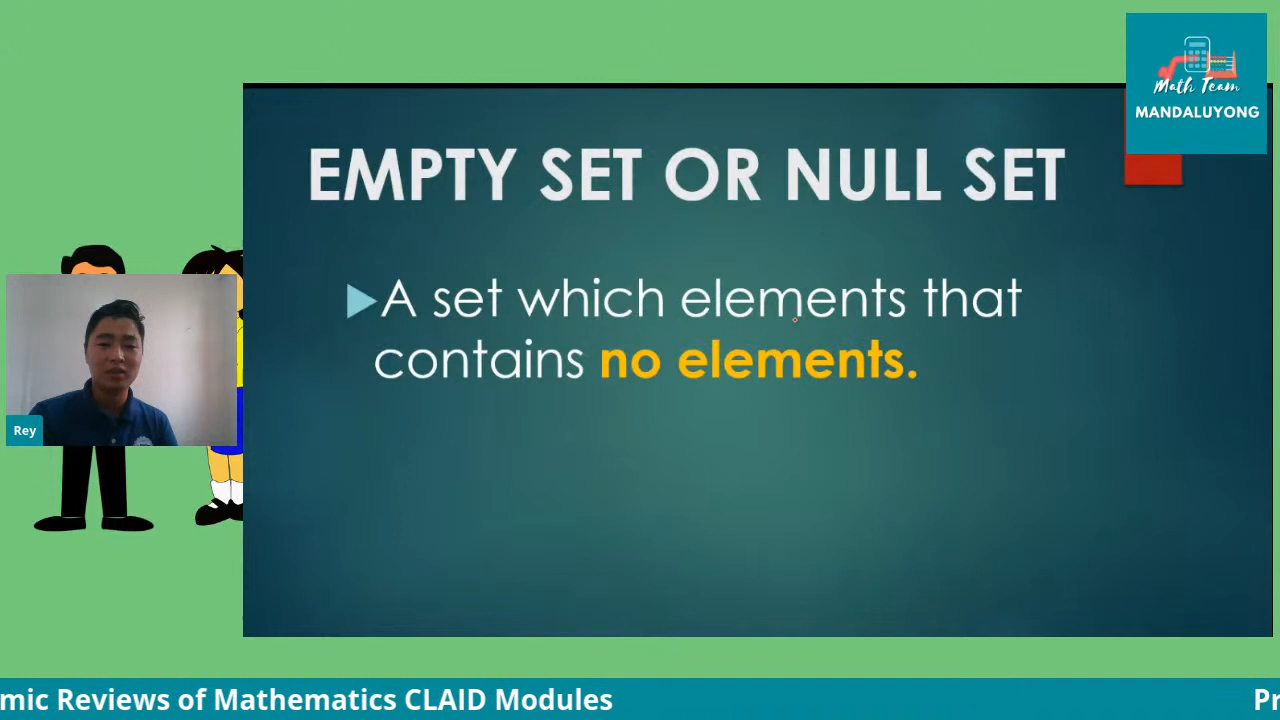 Math Team
MANDALUYONG
EMPTY SET OR NULL SET
A set which elements that
contains no elements.
Rey
mic Reviews of Mathematics CLAID Modules
Pr